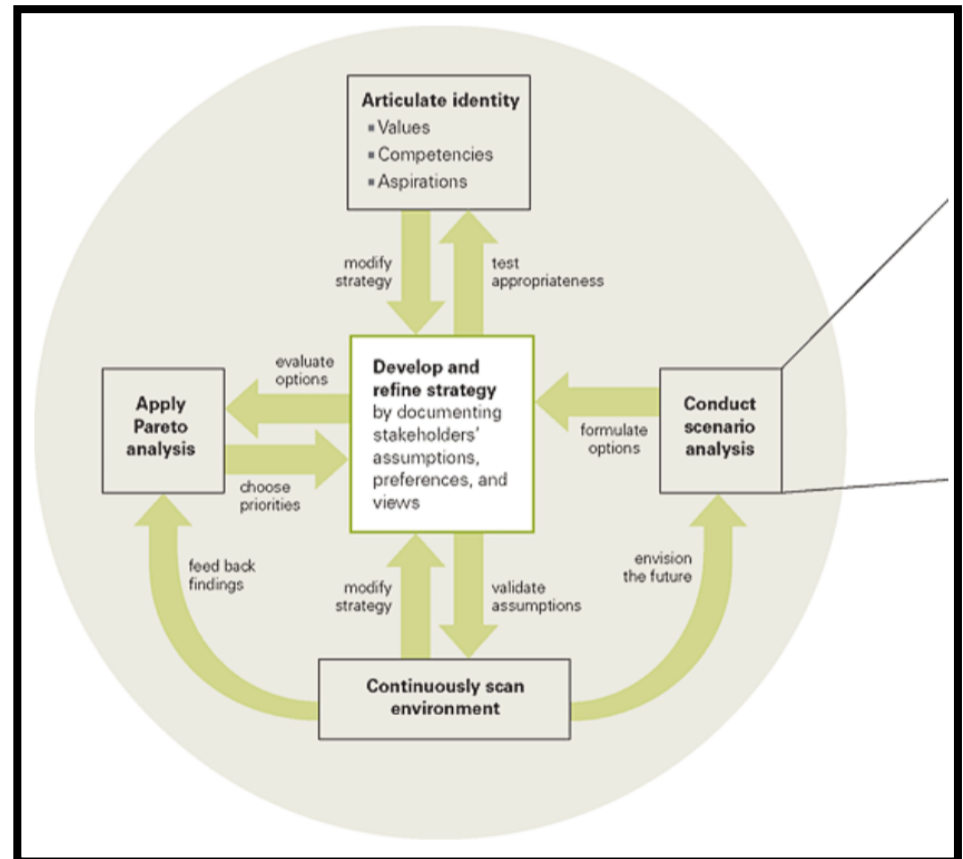 Articulate identity
▪ Values
▪ Competencies
▪ Aspirations
modify
strategy
test
appropriateness
evaluate
options
Develop and
refine strategy
by documenting
stakeholders’
assumptions,
preferences, and
views
Apply
Pareto
analysis
Conduct
scenario
analysis
formulate
options
choose
priorities
feed back
findings
modify
strategy
validate
assumptions
envision
the future
Continuously scan
environment